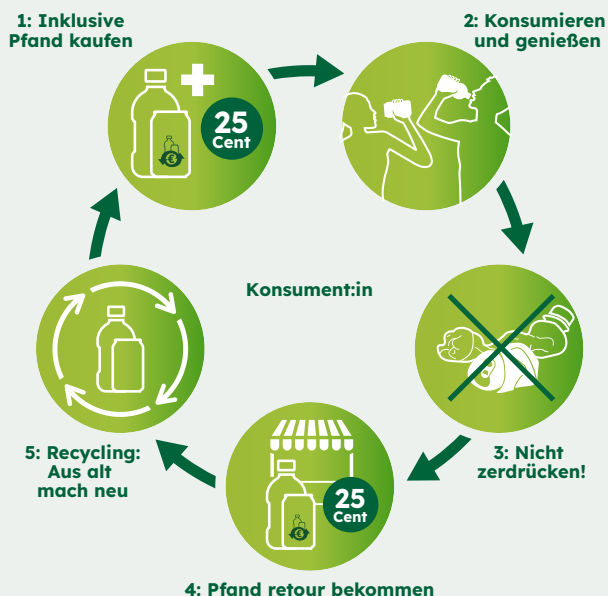 1: Inklusive
Pfand kaufen
25
Cent
2: Konsumieren
und genießen
Konsument:in
3: Nicht
zerdrücken!
25
Cent
4: Pfand retour bekommen
5: Recycling:
Aus alt
mach neu